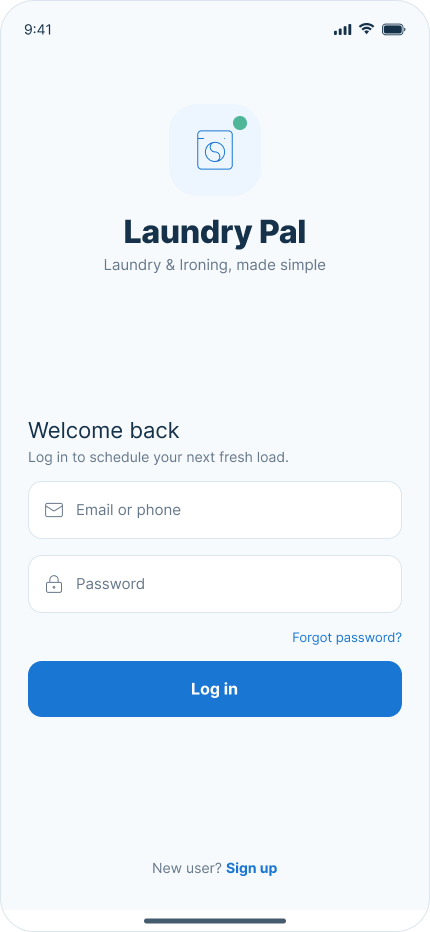 9:41
Laundry Pal
Laundry & Ironing, made simple
Welcome back
Log in to schedule your next fresh load.
Email or phone
Password
Forgot password?
Log in
New user? Sign up